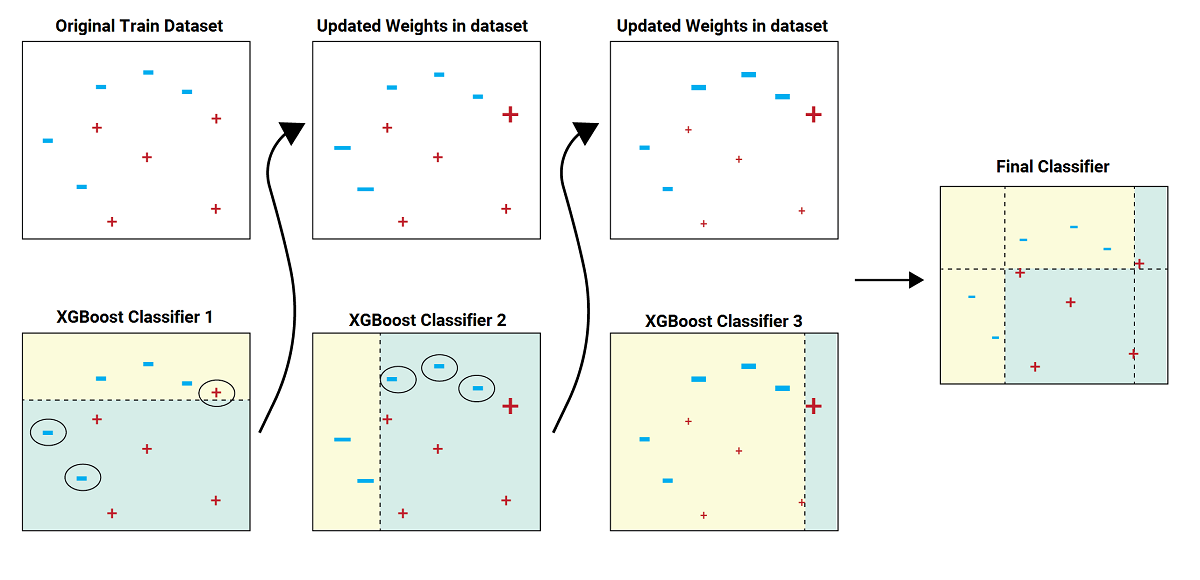 Original Train Dataset
Updated Weights in dataset
Updated Weights in dataset
Final Classifier
XGBoost Classifier 1
XGBoost Classifier 2
XGBoost Classifier 3